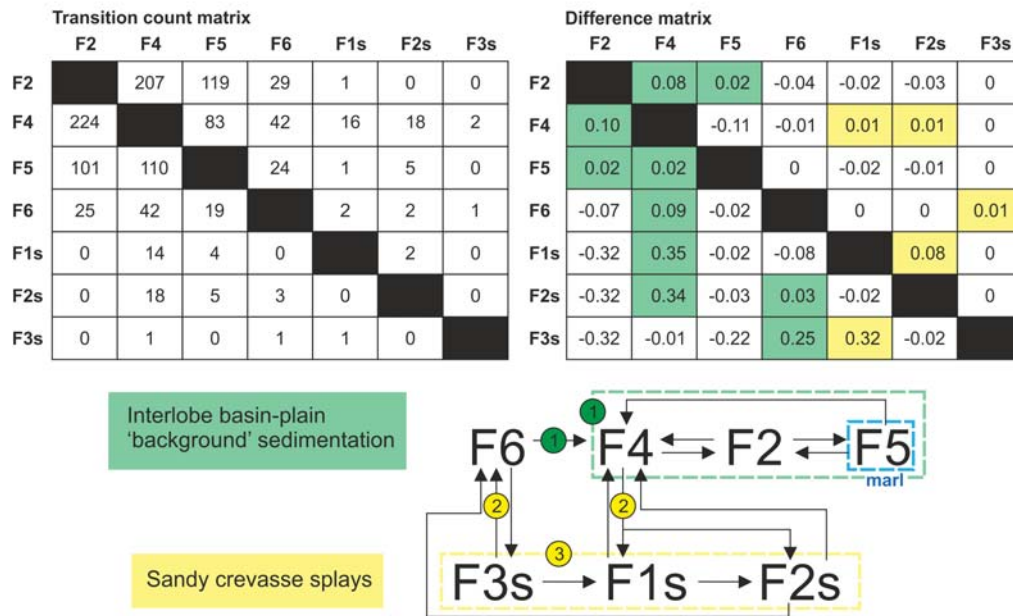 Transition count matrix
F2 F4 F5 F6 F1s F2s F3s
F2 207 119 29 1 0 0
F4 224 83 42 16 18 2
F5 101 110 24 1 5 0
F6 25 42 19 2 2 1
F1s 0 14 4 0 2 0
F2s 0 18 5 3 0 0
F3s 0 1 0 1 1 0
Difference matrix
F2 F4 F5 F6 F1s F2s F3s
F2 0.08 0.02 -0.04 -0.02 -0.03 0
F4 0.10 -0.11 -0.01 0.01 0.01 0
F5 0.02 0.02 0 -0.02 -0.01 0
F6 -0.07 0.09 -0.02 0 0 0.01
F1s -0.32 0.35 -0.02 -0.08 0.08 0
F2s -0.32 0.34 -0.03 0.03 -0.02 0
F3s -0.32 -0.01 -0.22 0.25 0.32 -0.02
Interlobe basin-plain
‘background’ sedimentation
1
F6 1 F4 F2 F5
marl
2 2
3
Sandy crevasse splays
F3s F1s F2s